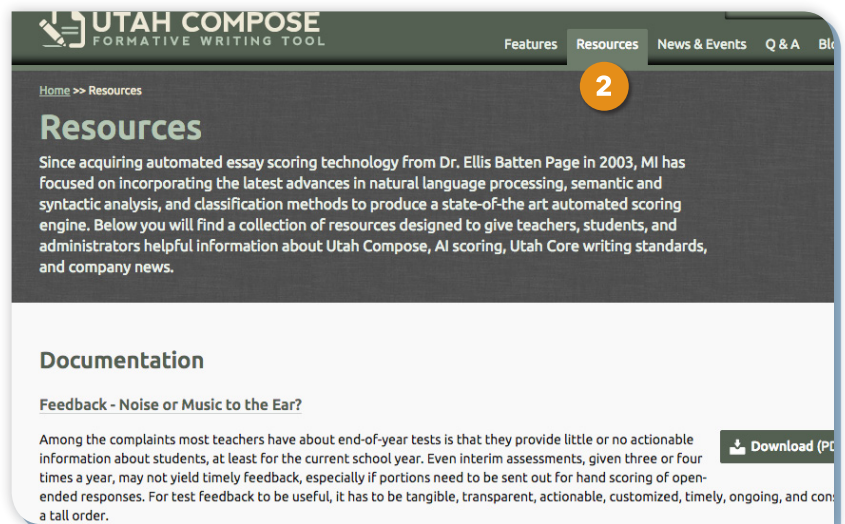 UTAH COMPOSE
FORMATIVE WRITING TOOL
Features Resources News & Events Q & A
2
Home >> Resources
Resources
Since acquiring automated essay scoring technology from Dr. Ellis Batten Page in 2003, MI has
focused on incorporating the latest advances in natural language processing, semantic and
syntactic analysis, and classification methods to produce a state-of-the art automated scoring
engine. Below you will find a collection of resources designed to give teachers, students, and
administrators helpful information about Utah Compose, AI scoring, Utah Core writing standards,
and company news.
Documentation
Feedback - Noise or Music to the Ear?
Among the complaints most teachers have about end-of-year tests is that they provide little or no actionable
information about students, at least for the current school year. Even interim assessments, given three or four
times a year, may not yield timely feedback, especially if portions need to be sent out for hand scoring of open-
ended responses. For test feedback to be useful, it has to be tangible, transparent, actionable, customized, timely, ongoing, and
a tall order.
Download